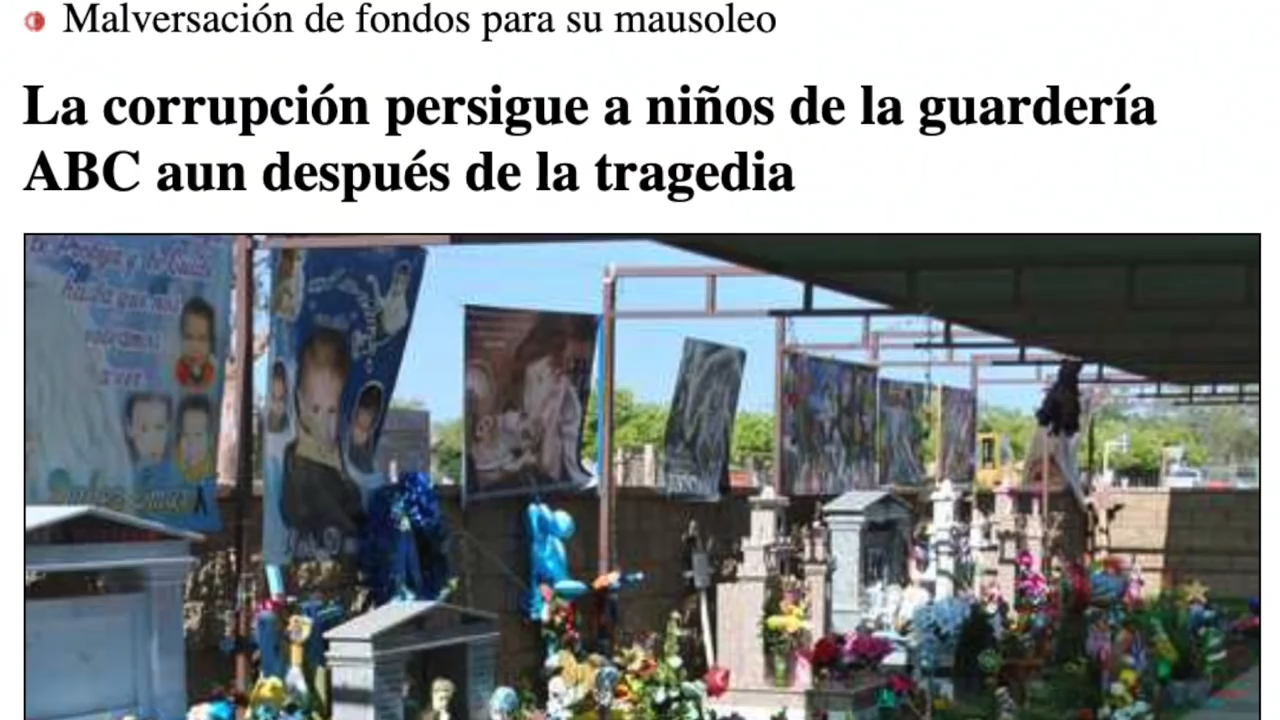 Malversación de fondos para su mausoleo
La corrupción persigue a niños de la guardería
ABC aun después de la tragedia